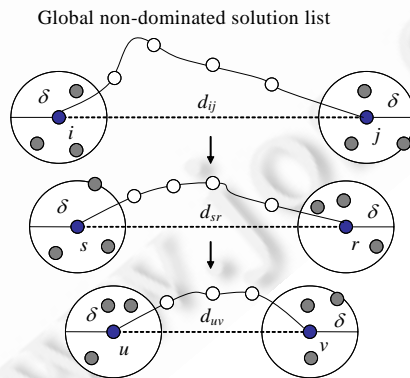 Global non-dominated solution list
δ δ
d_ij
i j
δ δ
d_sr
s r
δ δ
d_uv
u v